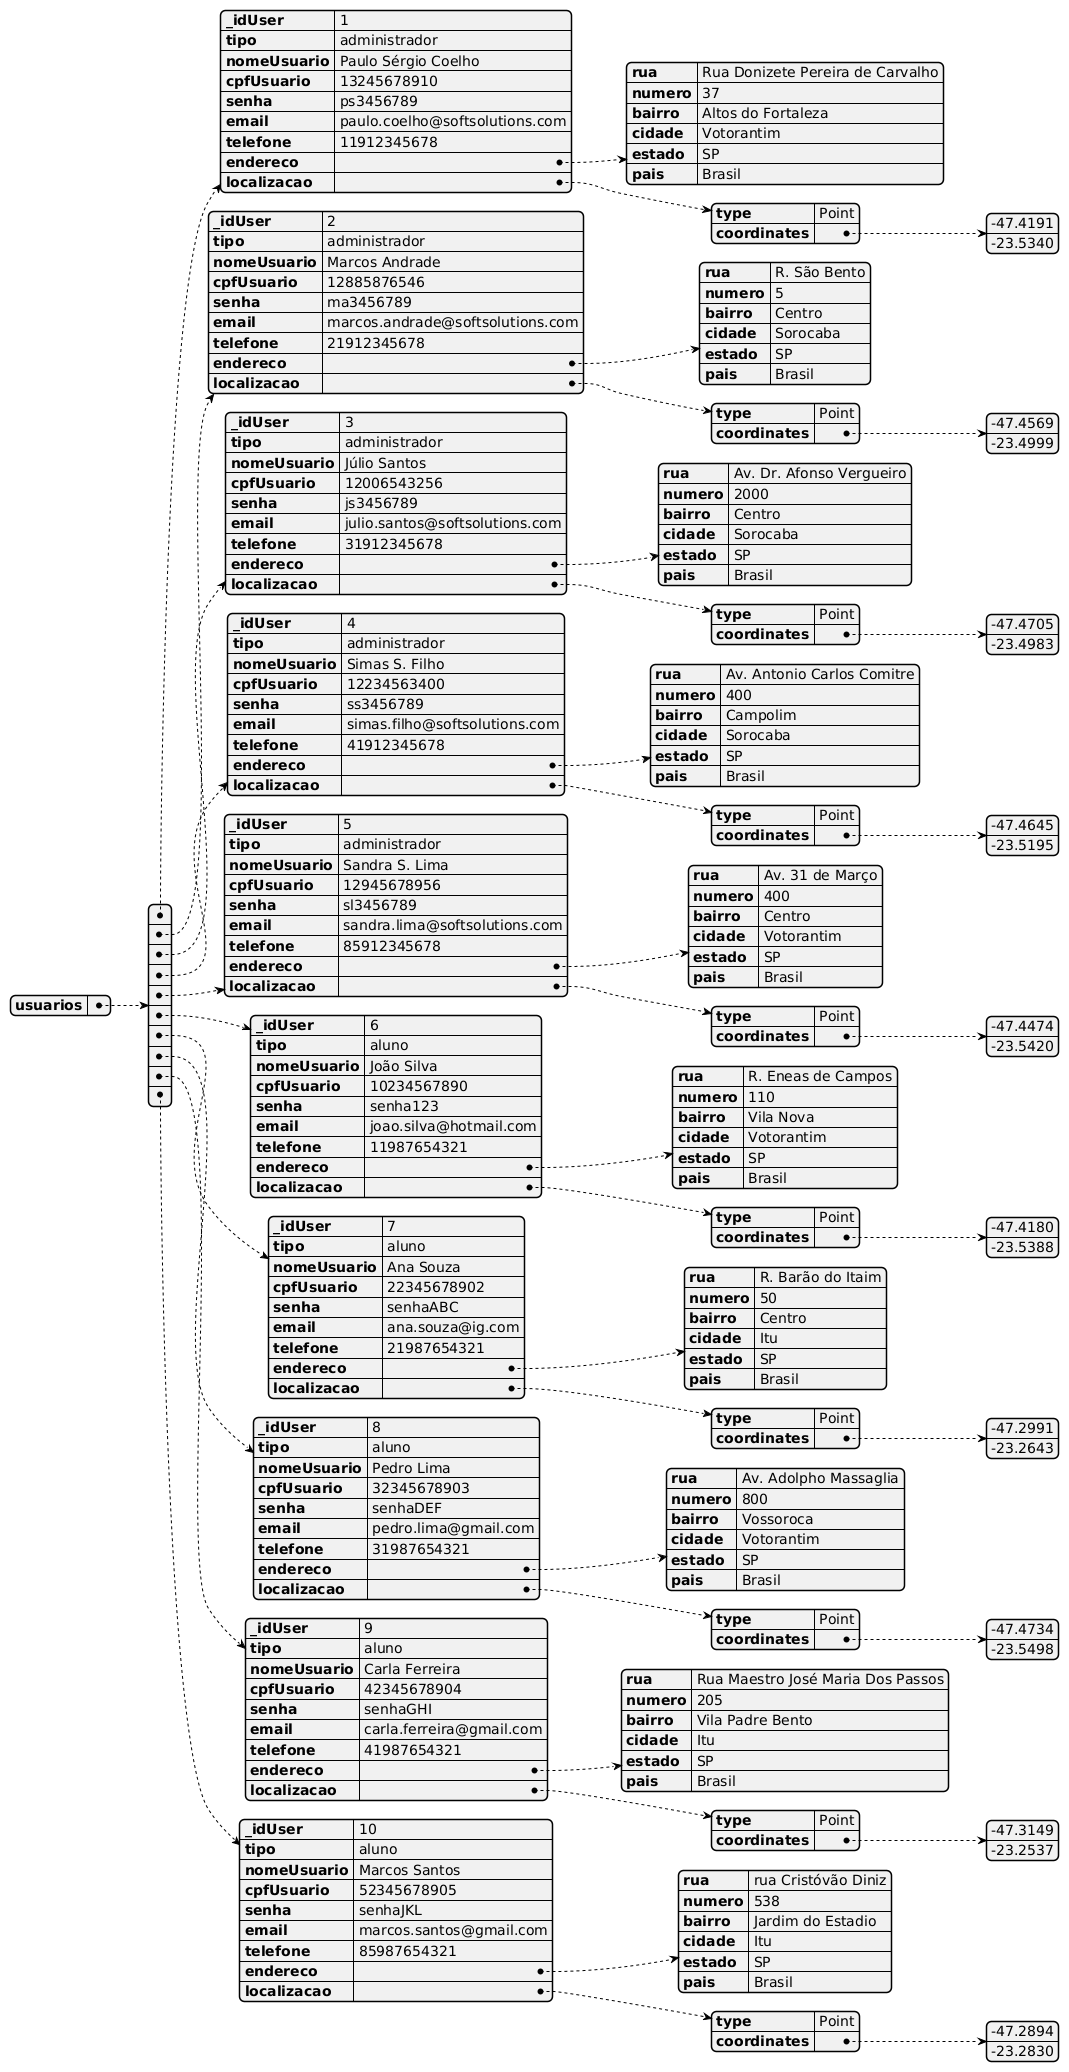 usuarios
_idUser 1
tipo administrador
nomeUsuario Paulo Sérgio Coelho
cpfUsuario 13245678910
senha ps3456789
email paulo.coelho@softsolutions.com
telefone 11912345678
endereco
localizacao
rua Rua Donizete Pereira de Carvalho
numero 37
bairro Altos do Fortaleza
cidade Votorantim
estado SP
pais Brasil
type Point
coordinates
-47.4191
-23.5340
_idUser 2
tipo administrador
nomeUsuario Marcos Andrade
cpfUsuario 12885876546
senha ma3456789
email marcos.andrade@softsolutions.com
telefone 21912345678
endereco
localizacao
rua R. São Bento
numero 5
bairro Centro
cidade Sorocaba
estado SP
pais Brasil
type Point
coordinates
-47.4569
-23.4999
_idUser 3
tipo administrador
nomeUsuario Júlio Santos
cpfUsuario 12006543256
senha js3456789
email julio.santos@softsolutions.com
telefone 31912345678
endereco
localizacao
rua Av. Dr. Afonso Vergueiro
numero 2000
bairro Centro
cidade Sorocaba
estado SP
pais Brasil
type Point
coordinates
-47.4705
-23.4983
_idUser 4
tipo administrador
nomeUsuario Simas S. Filho
cpfUsuario 12234563400
senha ss3456789
email simas.filho@softsolutions.com
telefone 41912345678
endereco
localizacao
rua Av. Antonio Carlos Comitre
numero 400
bairro Campolim
cidade Sorocaba
estado SP
pais Brasil
type Point
coordinates
-47.4645
-23.5195
_idUser 5
tipo administrador
nomeUsuario Sandra S. Lima
cpfUsuario 12945678956
senha sl3456789
email sandra.lima@softsolutions.com
telefone 85912345678
endereco
localizacao
rua Av. 31 de Março
numero 400
bairro Centro
cidade Votorantim
estado SP
pais Brasil
type Point
coordinates
-47.4474
-23.5420
_idUser 6
tipo aluno
nomeUsuario João Silva
cpfUsuario 10234567890
senha senha123
email joao.silva@hotmail.com
telefone 11987654321
endereco
localizacao
rua R. Eneas de Campos
numero 110
bairro Vila Nova
cidade Votorantim
estado SP
pais Brasil
type Point
coordinates
-47.4180
-23.5388
_idUser 7
tipo aluno
nomeUsuario Ana Souza
cpfUsuario 22345678902
senha senhaABC
email ana.souza@ig.com
telefone 21987654321
endereco
localizacao
rua R. Barão do Itaim
numero 50
bairro Centro
cidade Itu
estado SP
pais Brasil
type Point
coordinates
-47.2991
-23.2643
_idUser 8
tipo aluno
nomeUsuario Pedro Lima
cpfUsuario 32345678903
senha senhaDEF
email pedro.lima@gmail.com
telefone 31987654321
endereco
localizacao
rua Av. Adolpho Massaglia
numero 800
bairro Vossoroca
cidade Votorantim
estado SP
pais Brasil
type Point
coordinates
-47.4734
-23.5498
_idUser 9
tipo aluno
nomeUsuario Carla Ferreira
cpfUsuario 42345678904
senha senhaGHI
email carla.ferreira@gmail.com
telefone 41987654321
endereco
localizacao
rua Rua Maestro José Maria Dos Passos
numero 205
bairro Vila Padre Bento
cidade Itu
estado SP
pais Brasil
type Point
coordinates
-47.3149
-23.2537
_idUser 10
tipo aluno
nomeUsuario Marcos Santos
cpfUsuario 52345678905
senha senhaJKL
email marcos.santos@gmail.com
telefone 85987654321
endereco
localizacao
rua rua Cristóvão Diniz
numero 538
bairro Jardim do Estadio
cidade Itu
estado SP
pais Brasil
type Point
coordinates
-47.2894
-23.2830